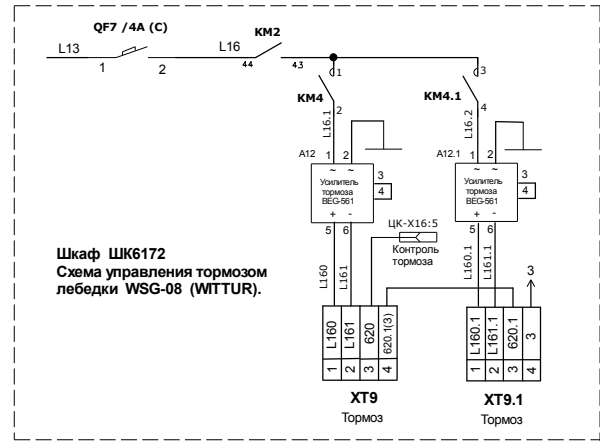 QF7 /4A (C)
L13
1
2
L16
KM2
44
43
1
KM4
2
L16.1
3
KM4.1
4
L16.2
A12
1
2
~
~
Усилитель
тормоза
BEG-561
+
-
3
4
5
6
L160
L161
A12.1
1
2
~
~
Усилитель
тормоза
BEG-561
+
-
3
4
5
6
L160.1
L161.1
ЦК-X16:5
Контроль
тормоза
3
Шкаф ШК6172
Схема управления тормозом
лебедки WSG-08 (WITTUR).
L160
L161
620
620.1(3)
1
2
3
4
XT9
Тормоз
L160.1
L161.1
620.1
3
1
2
3
4
XT9.1
Тормоз